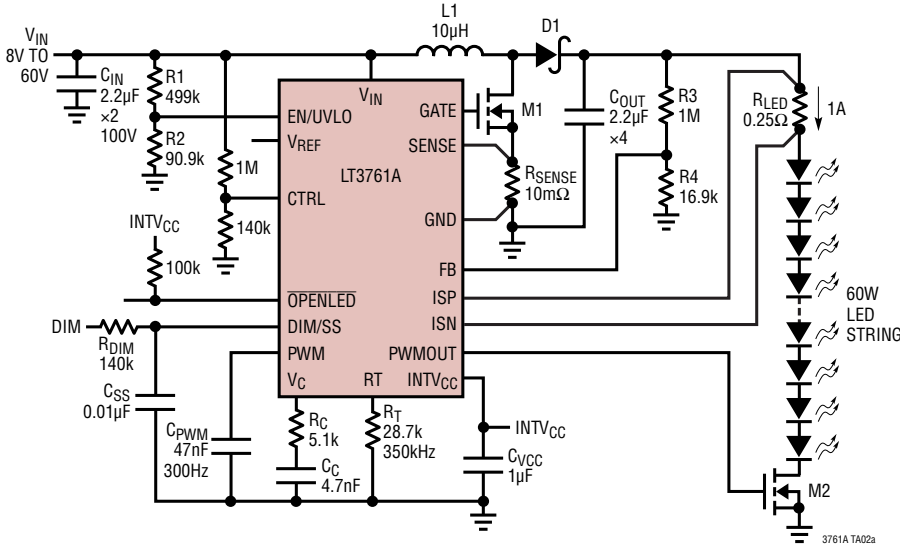 L1
10µH
D1
VIN
8V TO
60V
CIN
2.2µF
×2
100V
R1
499k
R2
90.9k
1M
140k
INTVCC
100k
DIM
RDIM
140k
CSS
0.01µF
CPWM
47nF
300Hz
RC
5.1k
CC
4.7nF
RT
28.7k
350kHz
VIN
EN/UVLO
VREF
LT3761A
CTRL
OPENLED
DIM/SS
PWM
VC
RT
GATE
SENSE
GND
FB
ISP
ISN
PWMOUT
INTVCC
M1
RSENSE
10mΩ
COUT
2.2µF
×4
R3
1M
R4
16.9k
RLED
0.25Ω
1A
60W
LED
STRING
INTVCC
CVCC
1µF
M2
3761A TA02a